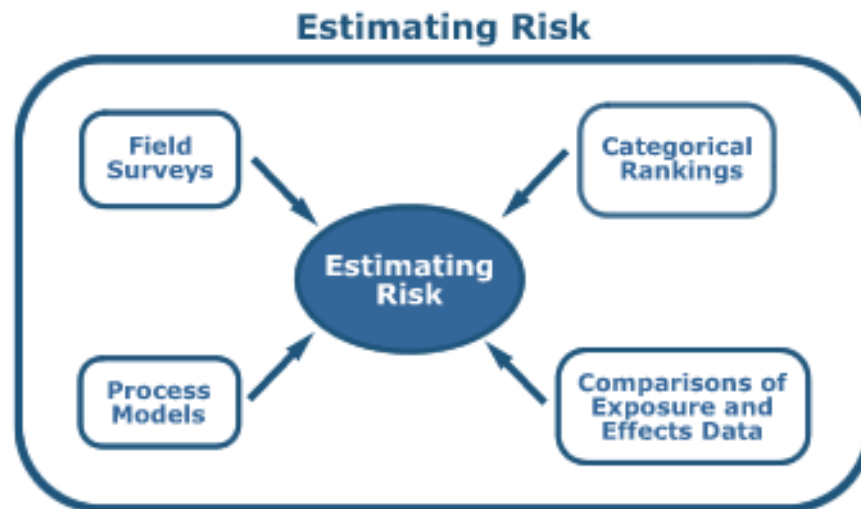 Estimating Risk
Field
Surveys
Categorical
Rankings
Estimating
Risk
Process
Models
Comparisons of
Exposure and
Effects Data